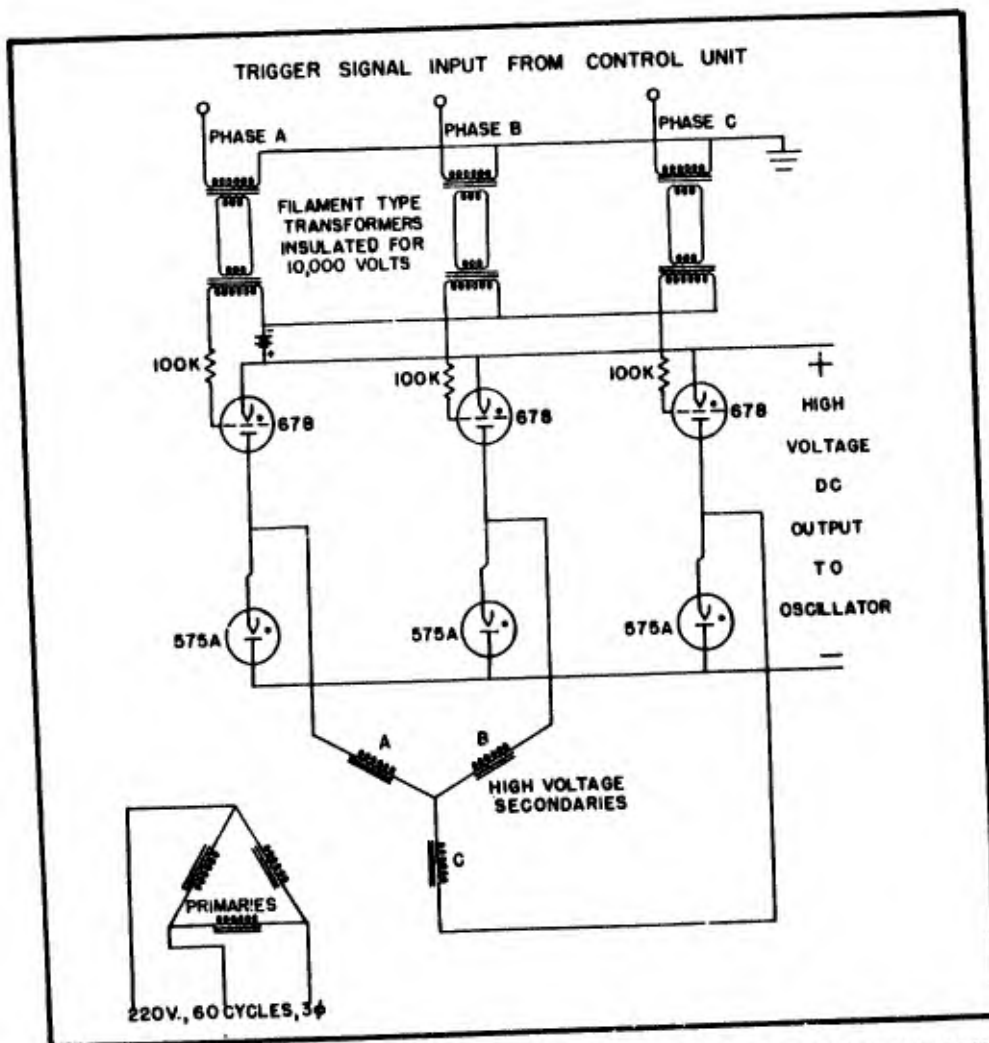 TRIGGER SIGNAL INPUT FROM CONTROL UNIT
PHASE A
PHASE B
PHASE C
FILAMENT TYPE
TRANSFORMERS
INSULATED FOR
10,000 VOLTS
-
+
100K
100K
100K
678
678
678
+
HIGH
VOLTAGE
DC
OUTPUT
TO
OSCILLATOR
-
575A
575A
575A
A
B
C
HIGH VOLTAGE
SECONDARIES
PRIMARIES
220V., 60 CYCLES, 3ϕ